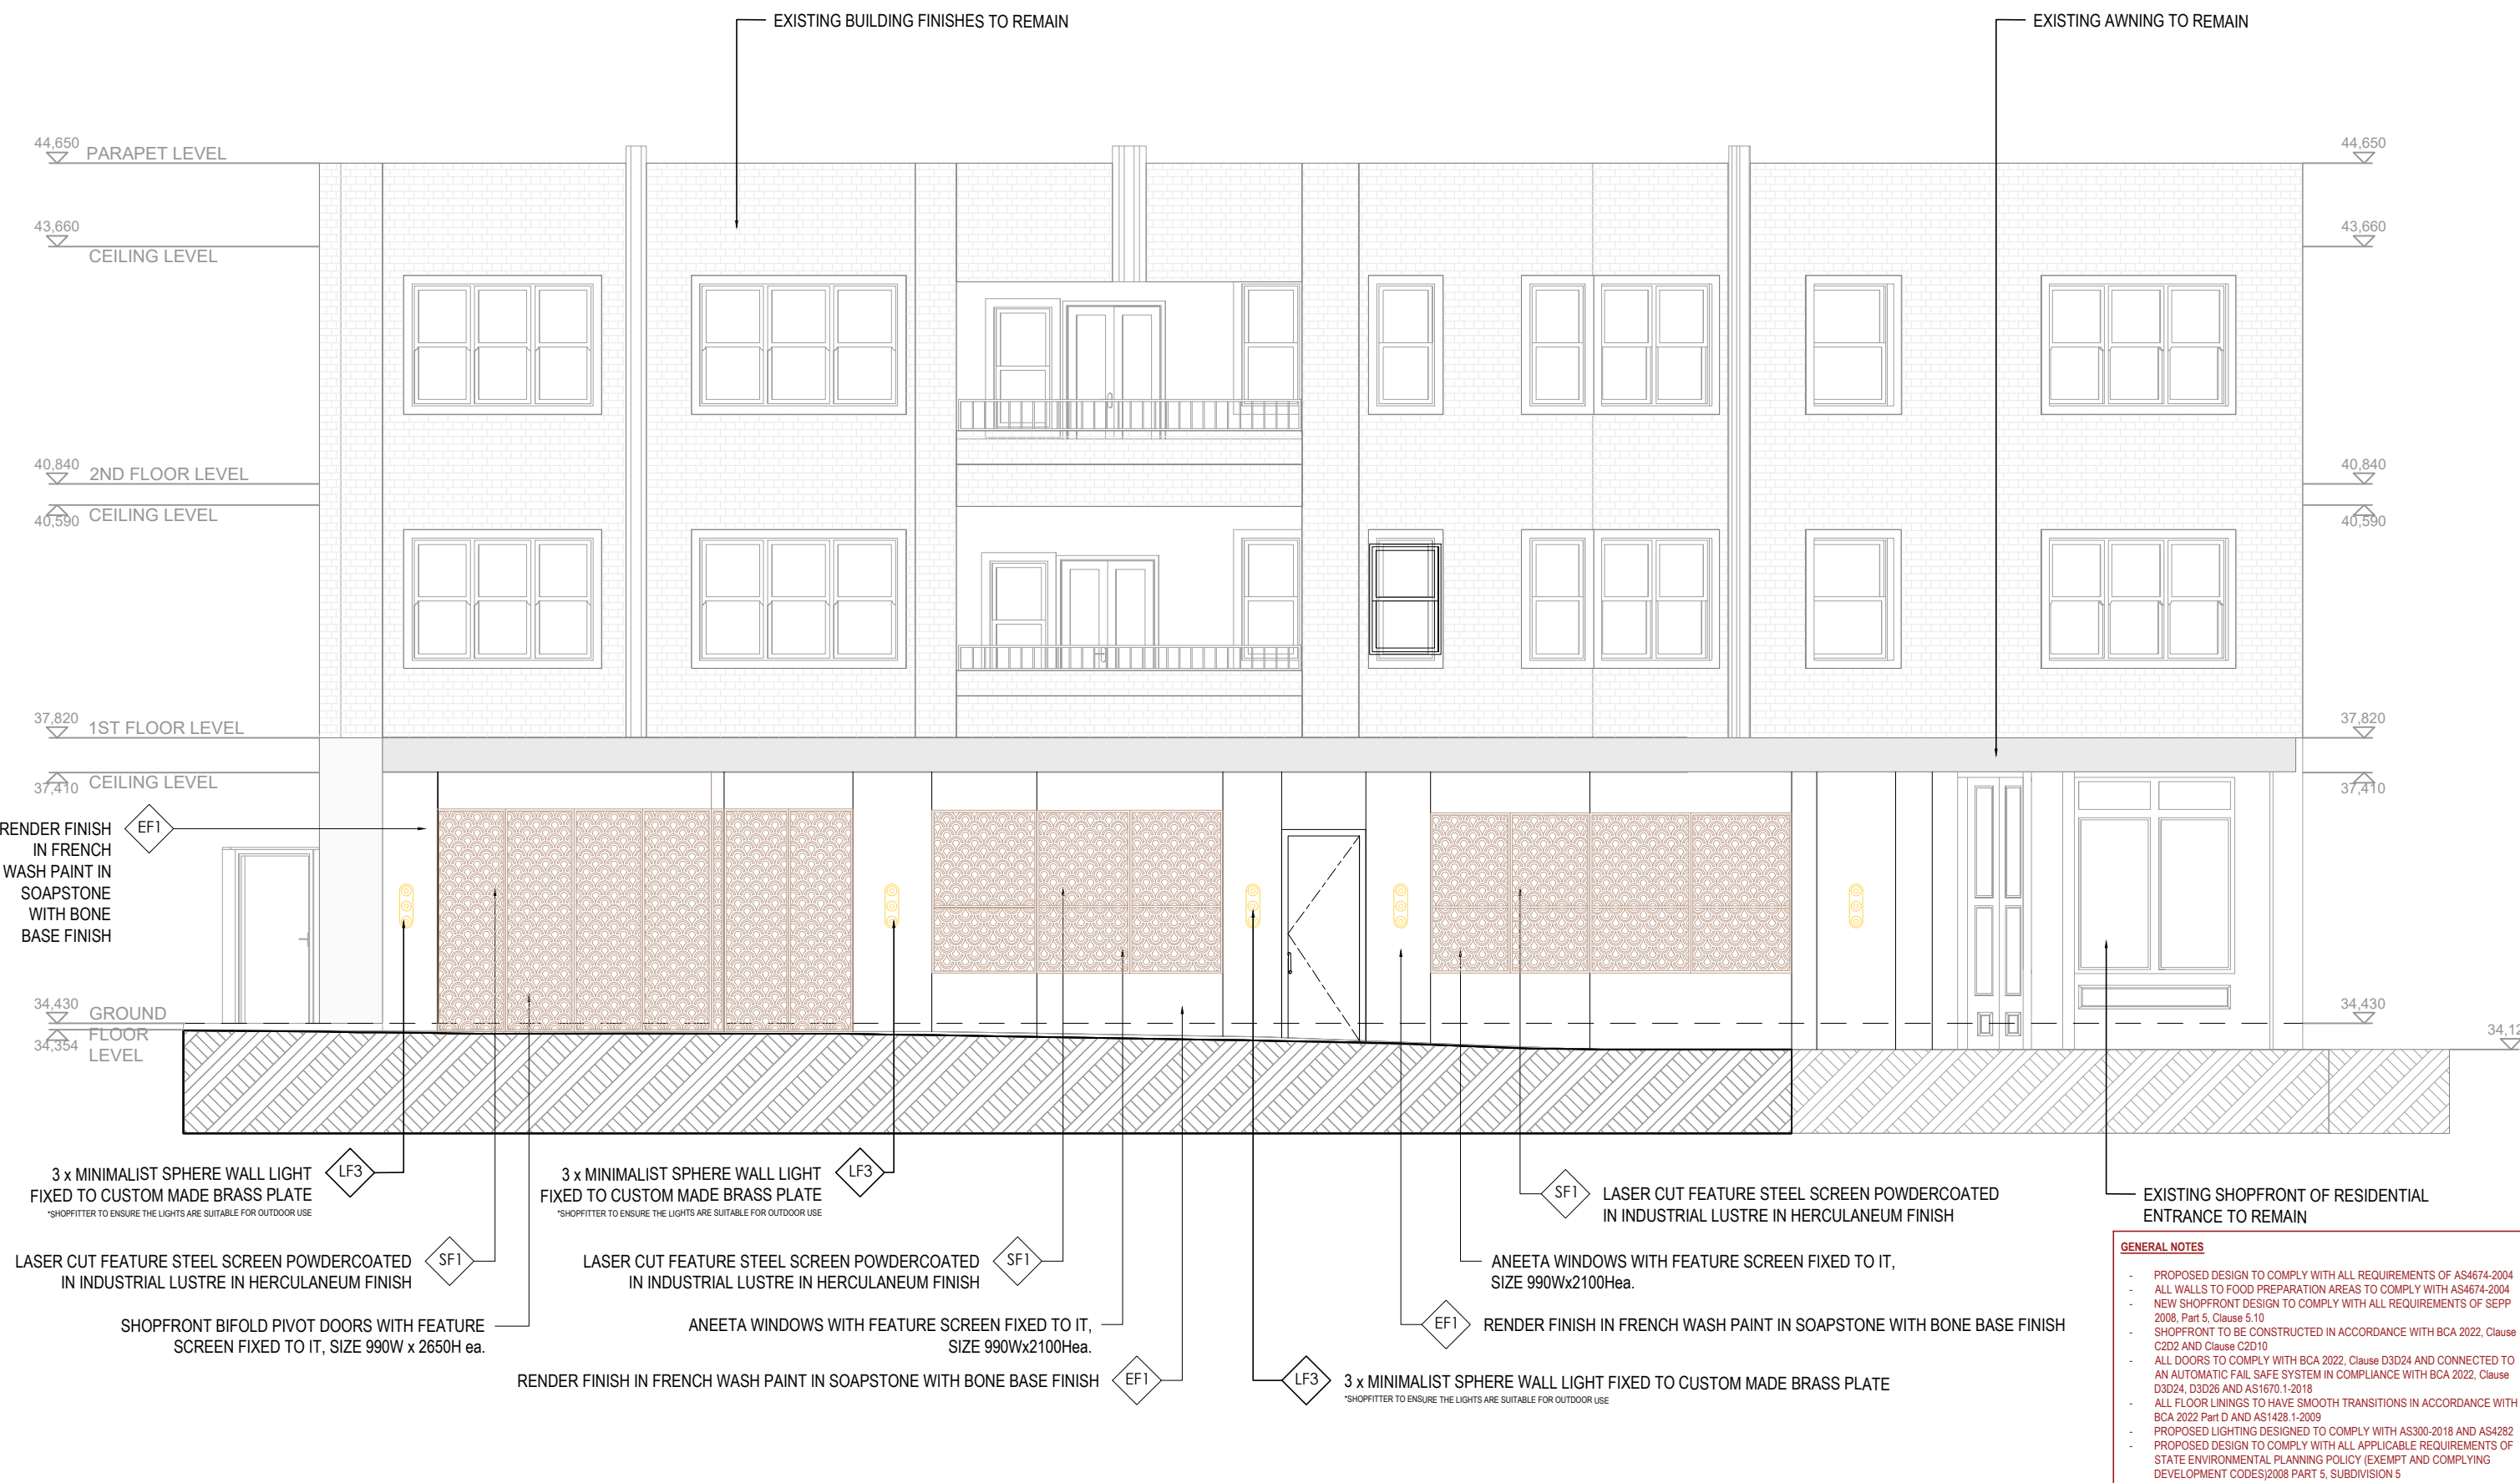 EXISTING BUILDING FINISHES TO REMAIN
EXISTING AWNING TO REMAIN
44,650
PARAPET LEVEL
44,650
43,660
CEILING LEVEL
43,660
40,840
2ND FLOOR LEVEL
40,840
CEILING LEVEL
40,590
40,590
37,820
1ST FLOOR LEVEL
37,820
CEILING LEVEL
37,410
37,410
RENDER FINISH
IN FRENCH
WASH PAINT IN
SOAPSTONE
WITH BONE
BASE FINISH
EF1
34,430
GROUND
FLOOR
LEVEL
34,354
34,430
34,12
3 x MINIMALIST SPHERE WALL LIGHT
FIXED TO CUSTOM MADE BRASS PLATE
*SHOPFITTER TO ENSURE THE LIGHTS ARE SUITABLE FOR OUTDOOR USE
LF3
3 x MINIMALIST SPHERE WALL LIGHT
FIXED TO CUSTOM MADE BRASS PLATE
*SHOPFITTER TO ENSURE THE LIGHTS ARE SUITABLE FOR OUTDOOR USE
LF3
SF1
LASER CUT FEATURE STEEL SCREEN POWDERCOATED
IN INDUSTRIAL LUSTRE IN HERCULANEUM FINISH
EXISTING SHOPFRONT OF RESIDENTIAL
ENTRANCE TO REMAIN
LASER CUT FEATURE STEEL SCREEN POWDERCOATED
IN INDUSTRIAL LUSTRE IN HERCULANEUM FINISH
SF1
LASER CUT FEATURE STEEL SCREEN POWDERCOATED
IN INDUSTRIAL LUSTRE IN HERCULANEUM FINISH
SF1
ANEETA WINDOWS WITH FEATURE SCREEN FIXED TO IT,
SIZE 990Wx2100Hea.
SHOPFRONT BIFOLD PIVOT DOORS WITH FEATURE
SCREEN FIXED TO IT, SIZE 990W x 2650H ea.
ANEETA WINDOWS WITH FEATURE SCREEN FIXED TO IT,
SIZE 990Wx2100Hea.
EF1
RENDER FINISH IN FRENCH WASH PAINT IN SOAPSTONE WITH BONE BASE FINISH
RENDER FINISH IN FRENCH WASH PAINT IN SOAPSTONE WITH BONE BASE FINISH
EF1
LF3
3 x MINIMALIST SPHERE WALL LIGHT FIXED TO CUSTOM MADE BRASS PLATE
*SHOPFITTER TO ENSURE THE LIGHTS ARE SUITABLE FOR OUTDOOR USE
GENERAL NOTES
- PROPOSED DESIGN TO COMPLY WITH ALL REQUIREMENTS OF AS4674-2004
- ALL WALLS TO FOOD PREPARATION AREAS TO COMPLY WITH AS4674-2004
- NEW SHOPFRONT DESIGN TO COMPLY WITH ALL REQUIREMENTS OF SEPP
2008, Part 5, Clause 5.10
- SHOPFRONT TO BE CONSTRUCTED IN ACCORDANCE WITH BCA 2022, Clause
C2D2 AND Clause C2D10
- ALL DOORS TO COMPLY WITH BCA 2022, Clause D3D24 AND CONNECTED TO
AN AUTOMATIC FAIL SAFE SYSTEM IN COMPLIANCE WITH BCA 2022, Clause
D3D24, D3D26 AND AS1670.1-2018
- ALL FLOOR LININGS TO HAVE SMOOTH TRANSITIONS IN ACCORDANCE WITH
BCA 2022 Part D AND AS1428.1-2009
- PROPOSED LIGHTING DESIGNED TO COMPLY WITH AS300-2018 AND AS4282
- PROPOSED DESIGN TO COMPLY WITH ALL APPLICABLE REQUIREMENTS OF
STATE ENVIRONMENTAL PLANNING POLICY (EXEMPT AND COMPLYING
DEVELOPMENT CODES)2008 PART 5, SUBDIVISION 5